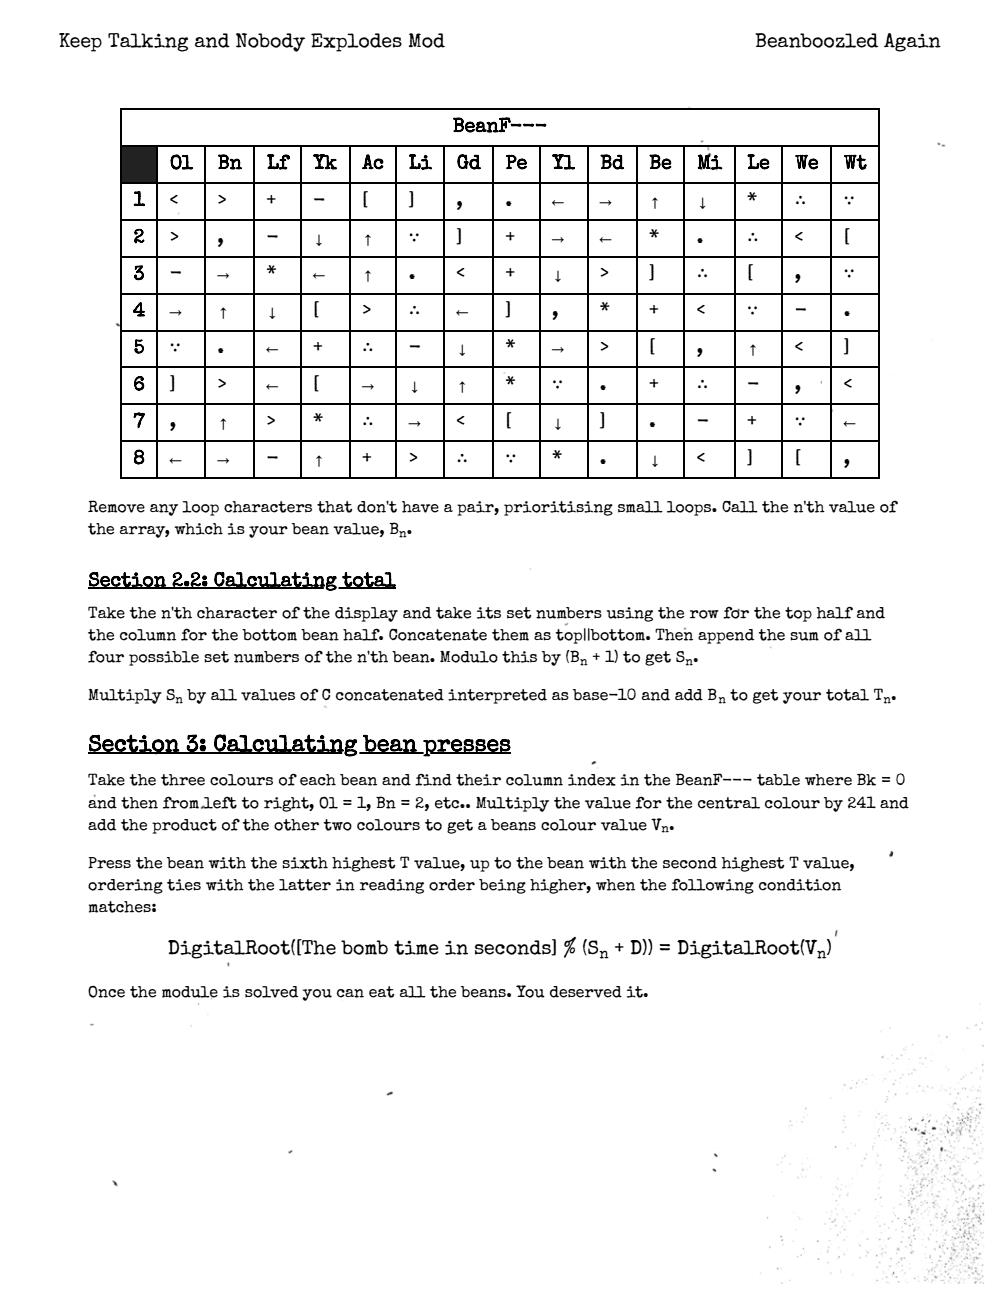 Keep Talking and Nobody Explodes Mod
Beanboozled Again
BeanF---
Ol Bn Lf Yk Ac Li Gd Pe Yl Bd Be Mi Le We Wt
1 < > + - [ ] , . ← → ↑ ↓ * ∴ ∵
2 > , - ↓ ↑ ∵ ] + → ← * . ∴ < [
3 - → * ← ↑ . < + ↓ > ] ∴ [ , ∵
4 → ↑ ↓ [ > ∴ ← ] , * + < ∵ - .
5 ∵ . ← + ∴ - ↓ * → > [ , ↑ < ]
6 ] > ← [ → ↓ ↑ * ∵ . + ∴ - , <
7 , ↑ > * ∴ → < [ ↓ ] . - + ∵ ←
8 ← → - ↑ + > ∴ ∵ * . ↓ < ] [ ,
Remove any loop characters that don't have a pair, prioritising small loops. Call the n'th value of
the array, which is your bean value, Bn.
Section 2.2: Calculating total
Take the n'th character of the display and take its set numbers using the row for the top half and
the column for the bottom bean half. Concatenate them as top||bottom. Then append the sum of all
four possible set numbers of the n'th bean. Modulo this by (Bn + 1) to get Sn.
Multiply Sn by all values of C concatenated interpreted as base-10 and add Bn to get your total Tn.
Section 3: Calculating bean presses
Take the three colours of each bean and find their column index in the BeanF--- table where Bk = 0
and then from left to right, Ol = 1, Bn = 2, etc.. Multiply the value for the central colour by 241 and
add the product of the other two colours to get a beans colour value Vn.
Press the bean with the sixth highest T value, up to the bean with the second highest T value,
ordering ties with the latter in reading order being higher, when the following condition
matches:
DigitalRoot([The bomb time in seconds] % (Sn + D)) = DigitalRoot(Vn)
Once the module is solved you can eat all the beans. You deserved it.